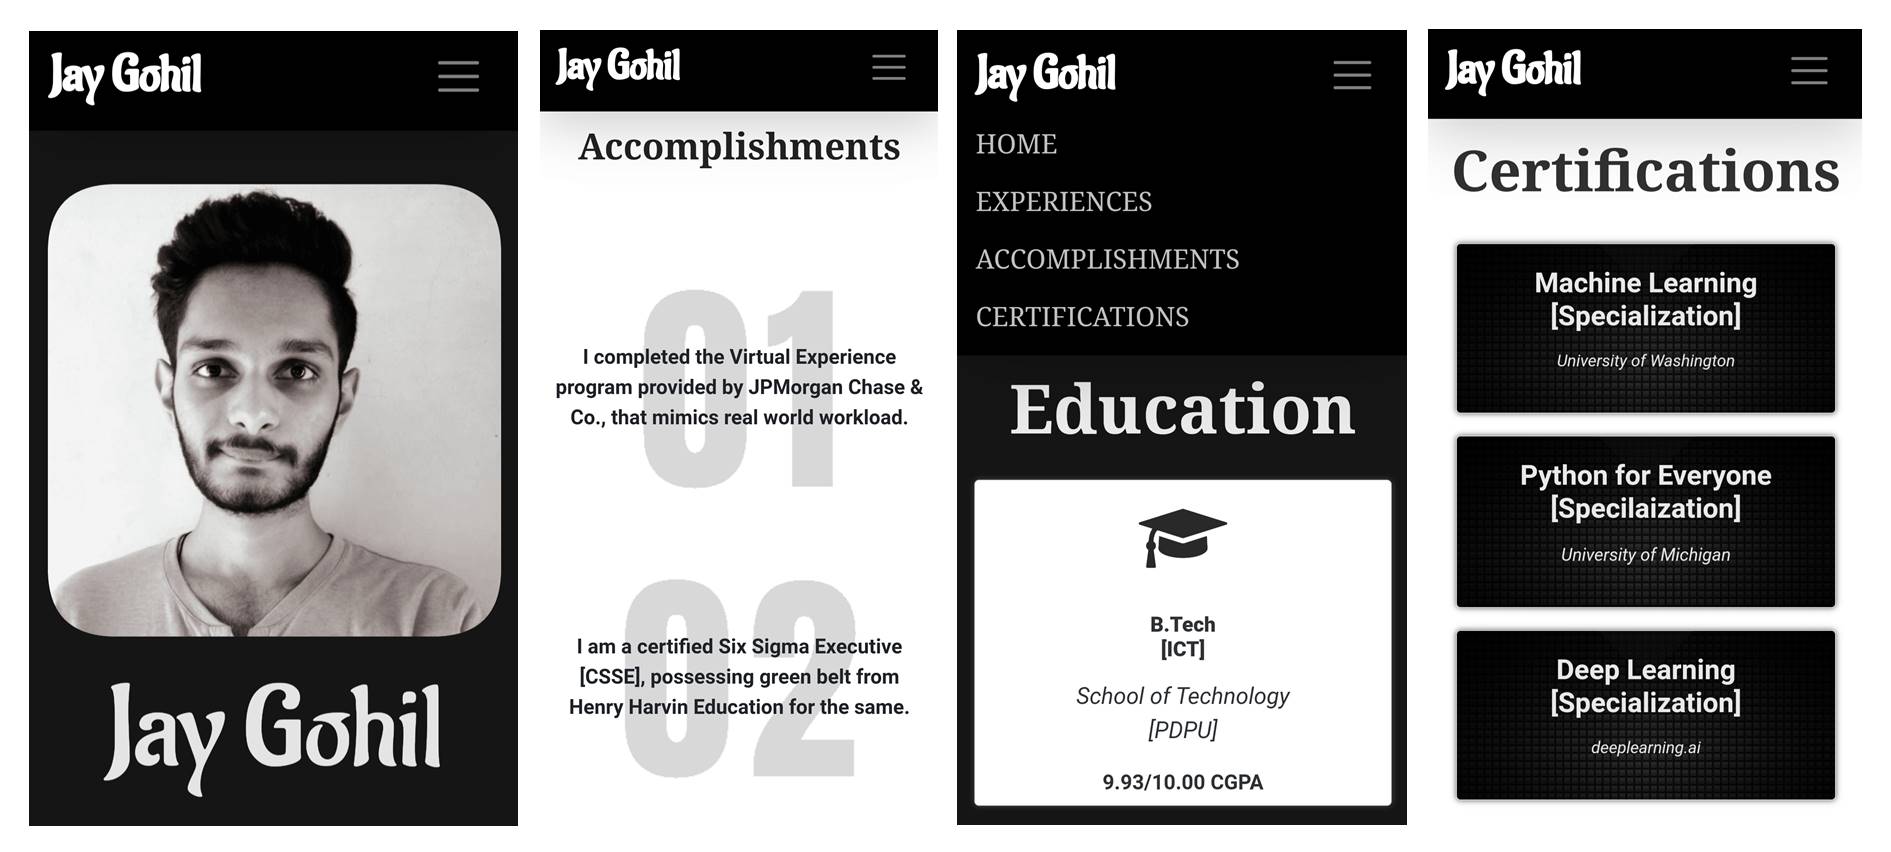 Jay Gohil
Jay Gohil
Jay Gohil
Accomplishments
01
I completed the Virtual Experience
program provided by JPMorgan Chase &
Co., that mimics real world workload.
02
I am a certified Six Sigma Executive
[CSSE], possessing green belt from
Henry Harvin Education for the same.
Jay Gohil
HOME
EXPERIENCES
ACCOMPLISHMENTS
CERTIFICATIONS
Education
B.Tech
[ICT]
School of Technology
[PDPU]
9.93/10.00 CGPA
Jay Gohil
Certifications
Machine Learning
[Specialization]
University of Washington
Python for Everyone
[Specilaization]
University of Michigan
Deep Learning
[Specialization]
deeplearning.ai